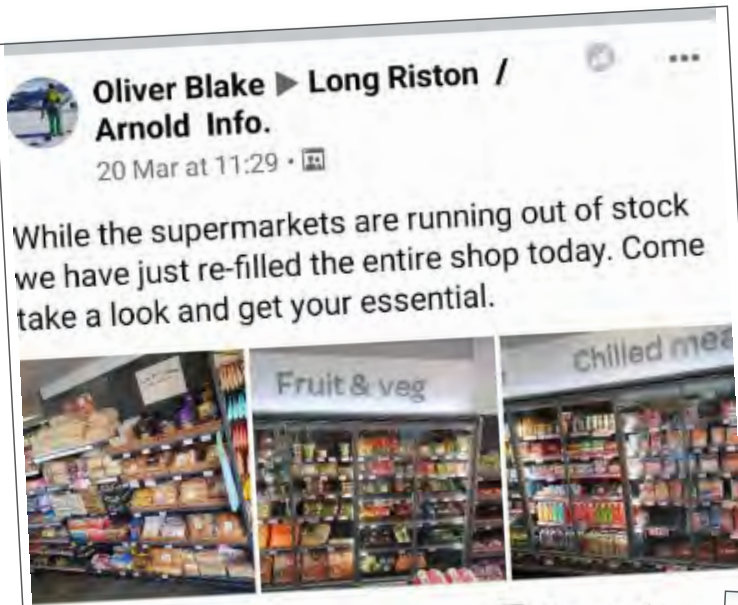 Oliver Blake ▶ Long Riston /
Arnold Info.
20 Mar at 11:29 ·
While the supermarkets are running out of stock
we have just re-filled the entire shop today. Come
take a look and get your essential.
Fruit & veg
Chilled mea